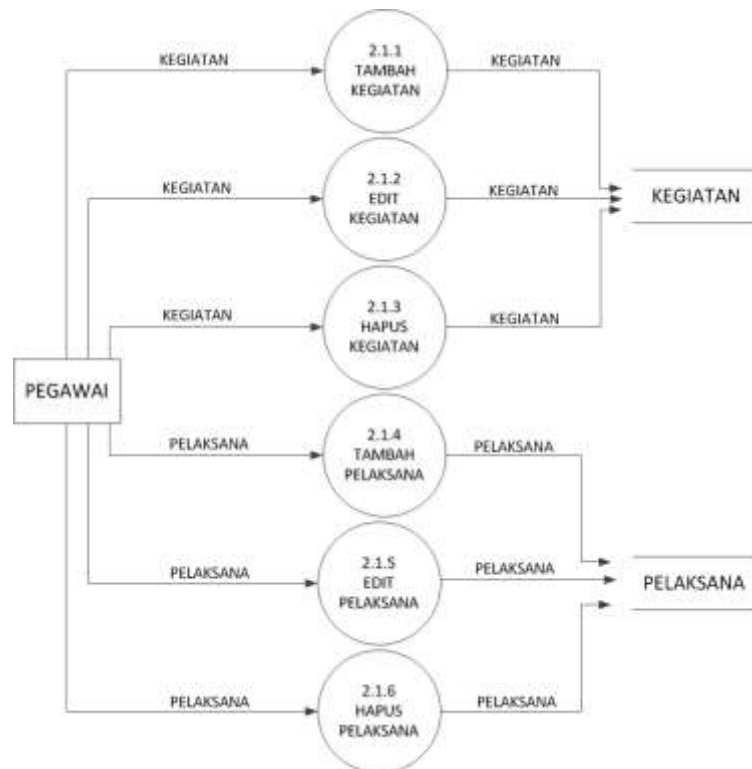 KEGIATAN
2.1.1
TAMBAH
KEGIATAN
KEGIATAN
KEGIATAN
2.1.2
EDIT
KEGIATAN
KEGIATAN
KEGIATAN
KEGIATAN
2.1.3
HAPUS
KEGIATAN
KEGIATAN
PEGAWAI
PELAKSANA
2.1.4
TAMBAH
PELAKSANA
PELAKSANA
PELAKSANA
2.1.5
EDIT
PELAKSANA
PELAKSANA
PELAKSANA
PELAKSANA
2.1.6
HAPUS
PELAKSANA
PELAKSANA